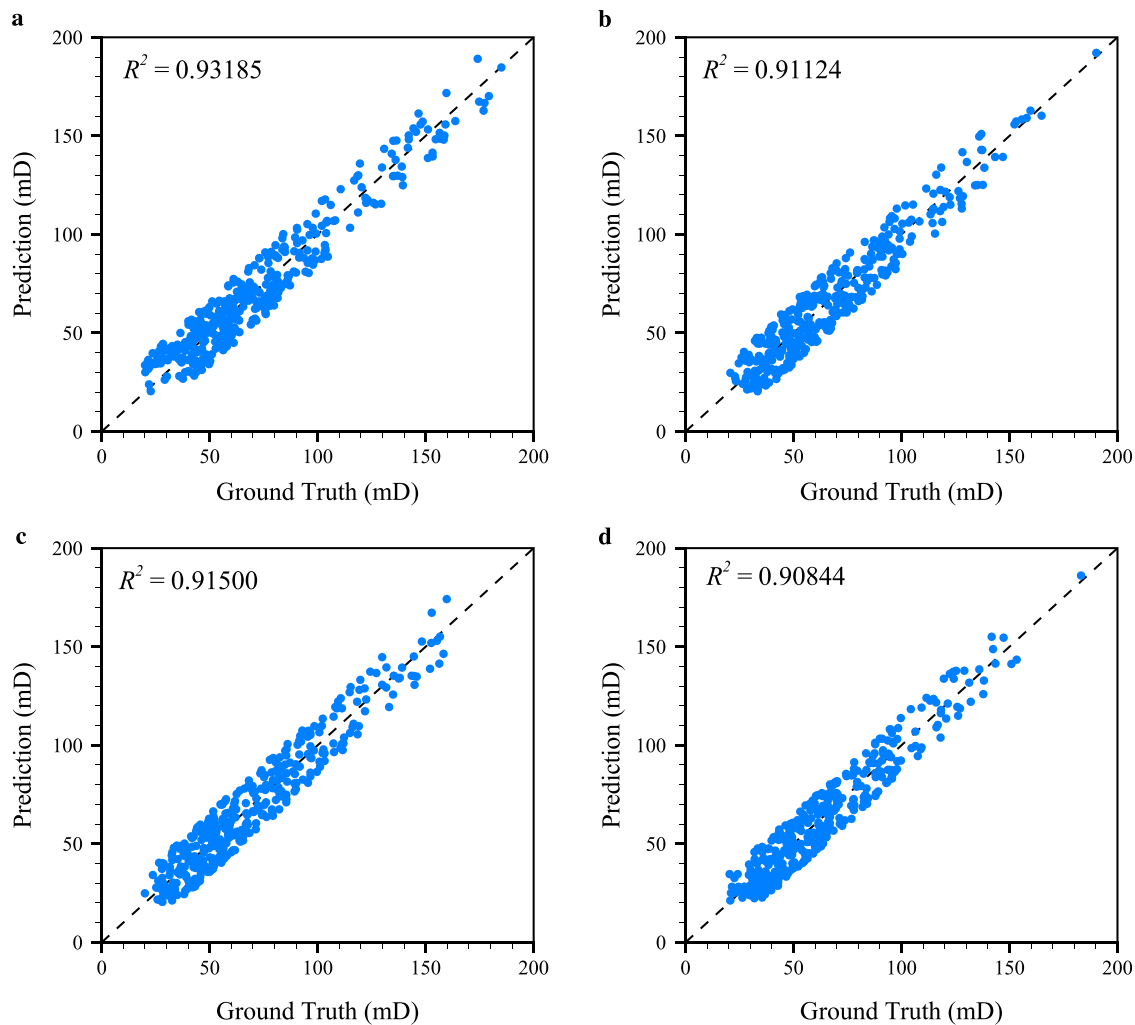 a
200
150
100
50
0
R² = 0.93185
Prediction (mD)
0 50 100 150 200
Ground Truth (mD)
b
200
150
100
50
0
R² = 0.91124
Prediction (mD)
0 50 100 150 200
Ground Truth (mD)
c
200
150
100
50
0
R² = 0.91500
Prediction (mD)
0 50 100 150 200
Ground Truth (mD)
d
200
150
100
50
0
R² = 0.90844
Prediction (mD)
0 50 100 150 200
Ground Truth (mD)